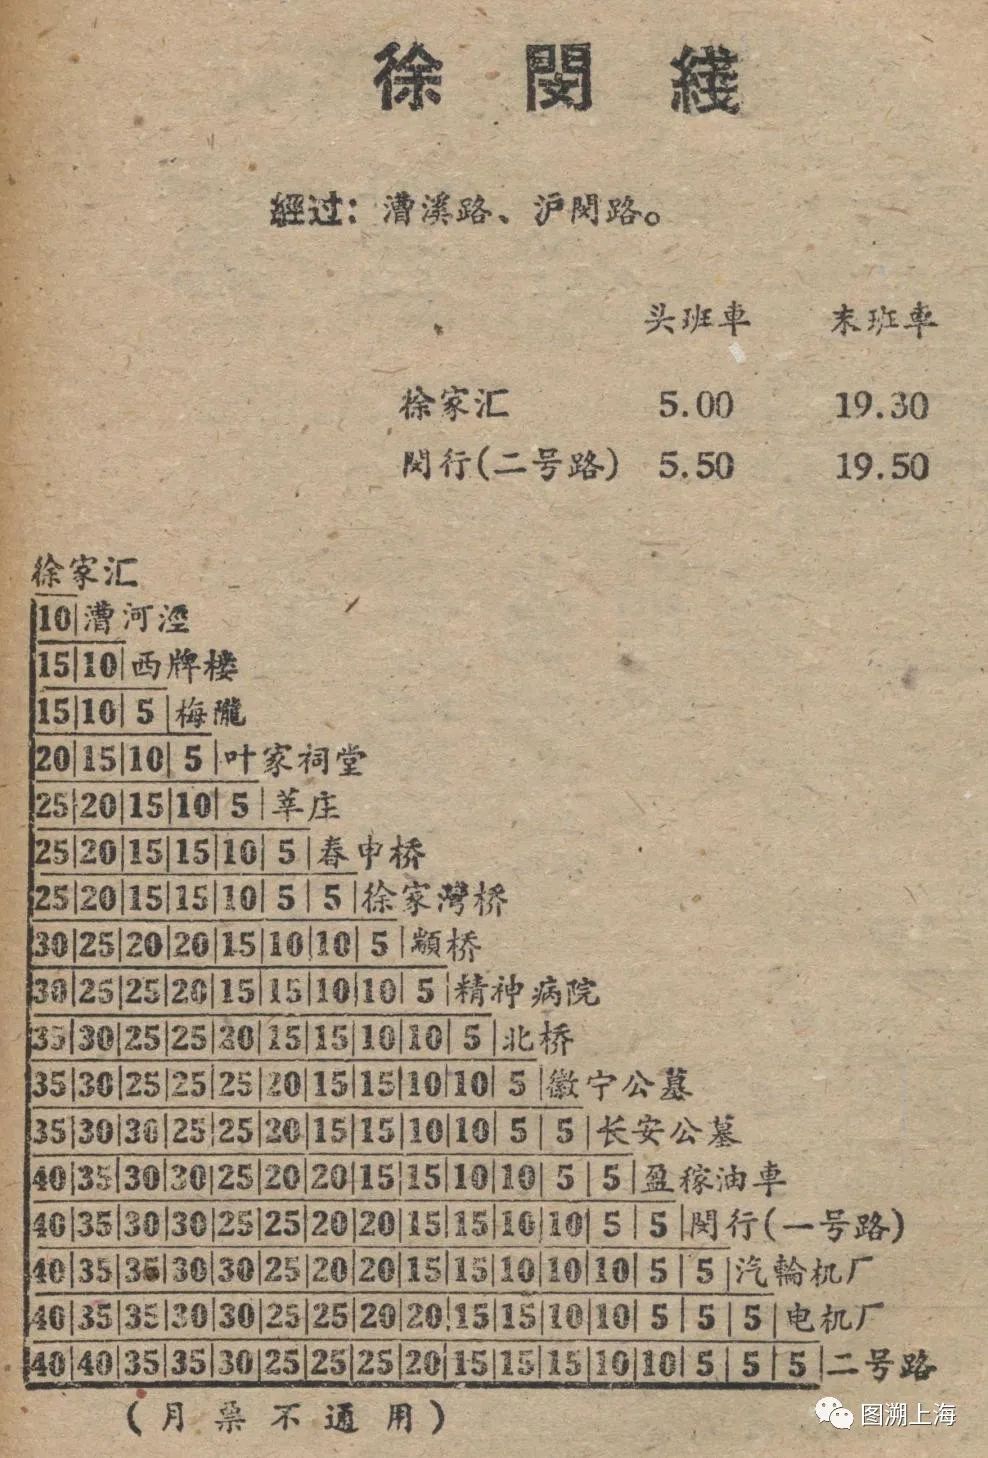 徐閔綫
經过：漕溪路、沪閔路。
头班車 末班車
徐家汇 5.00 19.30
閔行(二号路) 5.50 19.50
徐家汇
10|漕河涇
15|10|西牌楼
15|10|5|梅隴
20|15|10|5|叶家祠堂
25|20|15|10|5|莘庄
25|20|15|15|10|5|春申桥
25|20|15|15|10|5|5|徐家灣桥
30|25|20|20|15|10|10|5|顓桥
30|25|25|20|15|15|10|10|5|精神病院
35|30|25|25|20|15|15|10|10|5|北桥
35|30|25|25|25|20|15|15|10|10|5|徽宁公墓
35|30|30|25|25|20|15|15|10|10|5|5|长安公墓
40|35|30|30|25|20|20|15|15|10|10|5|5|盈稼油車
40|35|30|30|25|25|20|20|15|15|10|10|5|5|閔行(一号路)
40|35|35|30|30|25|20|20|15|15|10|10|10|5|5|汽輪机厂
40|35|35|30|30|25|25|20|20|15|15|10|10|5|5|5|电机厂
40|40|35|35|30|25|25|25|20|15|15|15|10|10|5|5|5|二号路
(月票不通用)
图溯上海